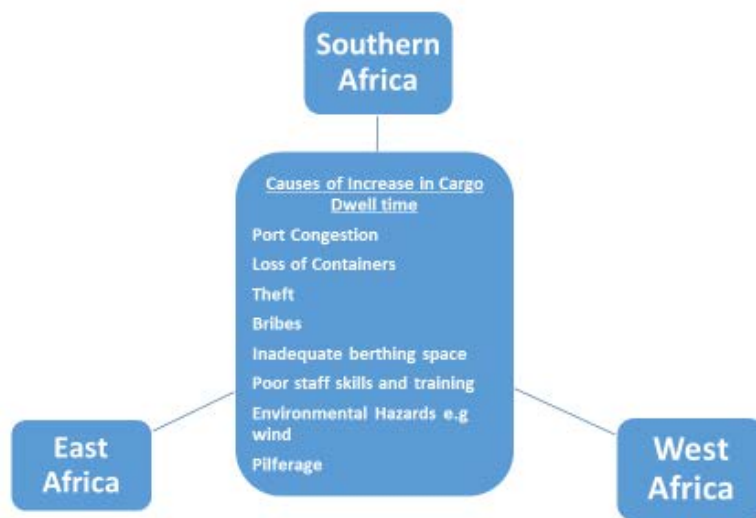 Southern
Africa
Causes of Increase in Cargo
Dwell time
Port Congestion
Loss of Containers
Theft
Bribes
Inadequate berthing space
Poor staff skills and training
Environmental Hazards e.g
wind
Pilferage
East
Africa
West
Africa